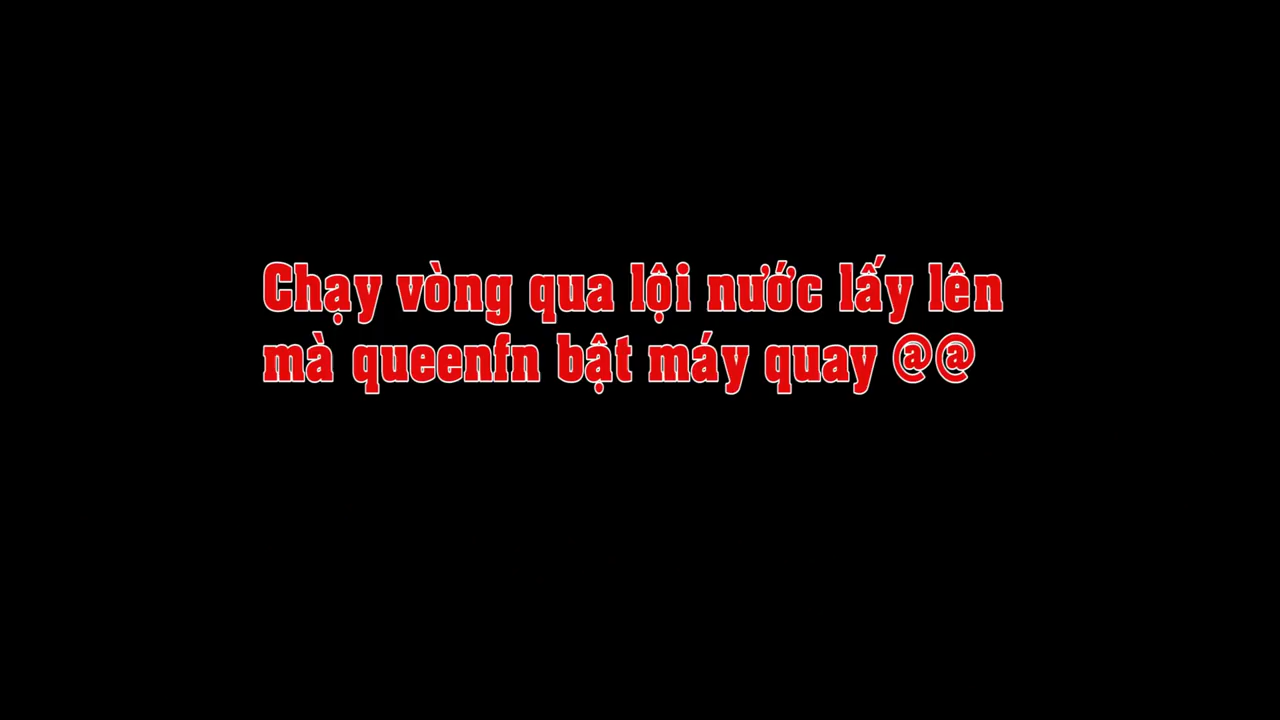 Chạy vòng qua lội nước lấy lên
mà queenfn bật máy quay @@